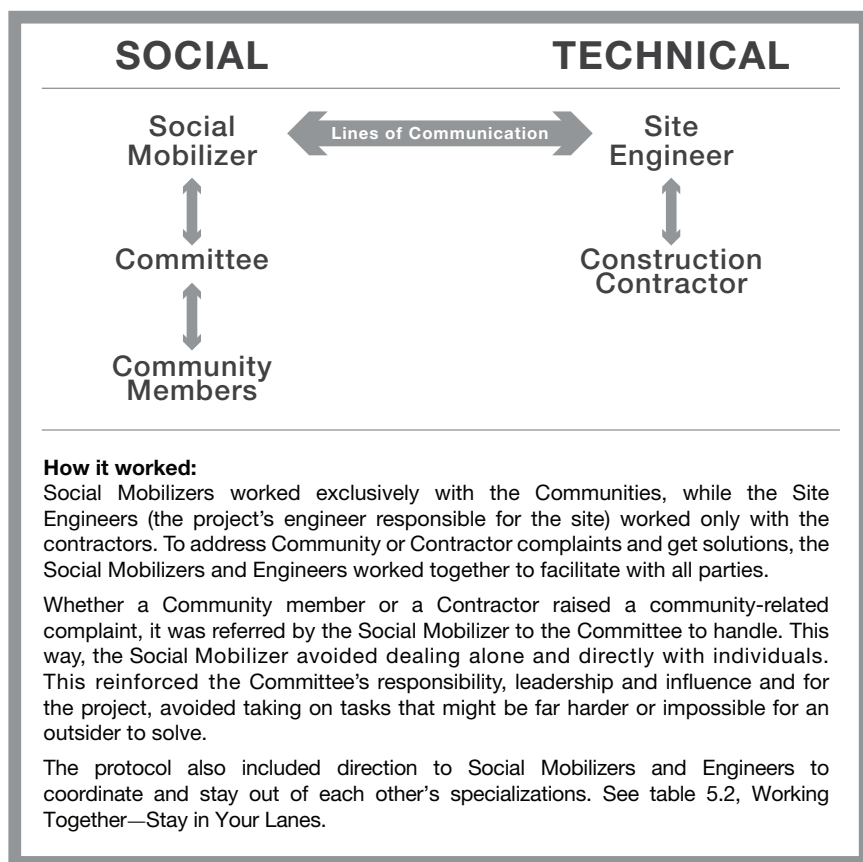 SOCIAL
TECHNICAL
Social
Mobilizer
Lines of Communication
Site
Engineer
Committee
Construction
Contractor
Community
Members
How it worked:
Social Mobilizers worked exclusively with the Communities, while the Site
Engineers (the project's engineer responsible for the site) worked only with the
contractors. To address Community or Contractor complaints and get solutions, the
Social Mobilizers and Engineers worked together to facilitate with all parties.
Whether a Community member or a Contractor raised a community-related
complaint, it was referred by the Social Mobilizer to the Committee to handle. This
way, the Social Mobilizer avoided dealing alone and directly with individuals.
This reinforced the Committee's responsibility, leadership and influence and for
the project, avoided taking on tasks that might be far harder or impossible for an
outsider to solve.
The protocol also included direction to Social Mobilizers and Engineers to
coordinate and stay out of each other's specializations. See table 5.2, Working
Together—Stay in Your Lanes.